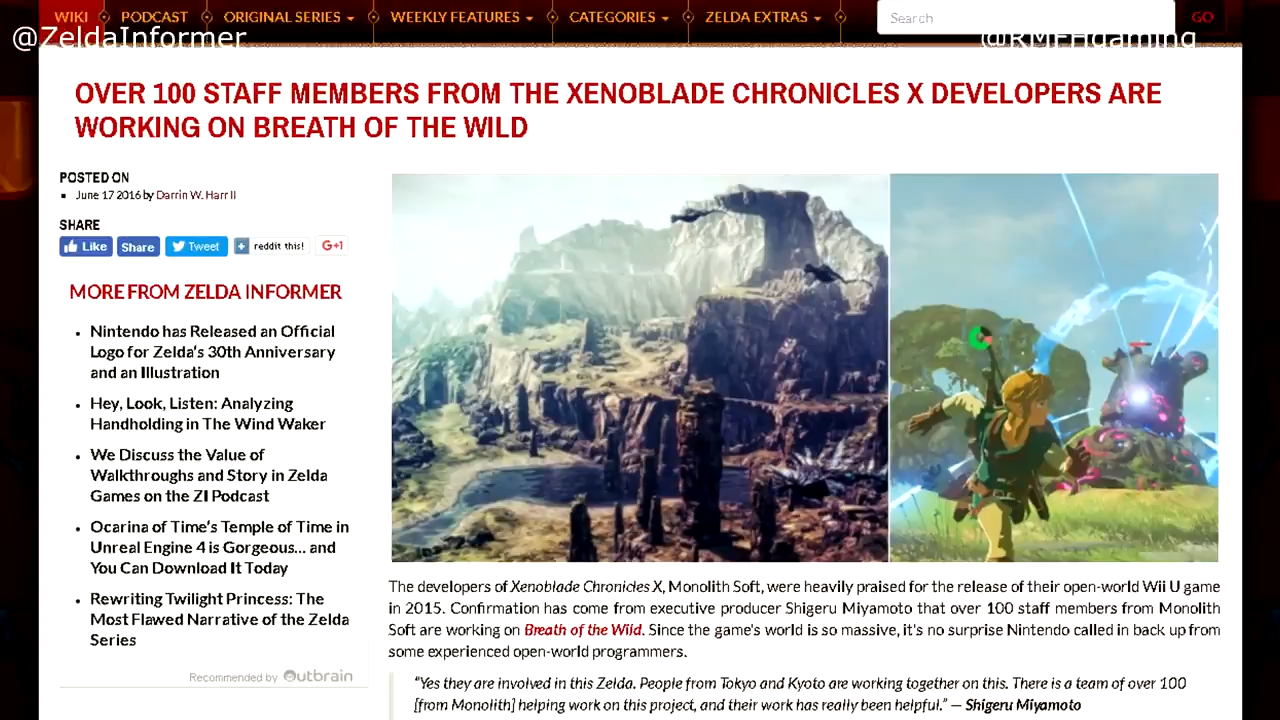 WIKI PODCAST ORIGINAL SERIES WEEKLY FEATURES CATEGORIES ZELDA EXTRAS Search GO
@ZeldaInformer @RMFHgaming
OVER 100 STAFF MEMBERS FROM THE XENOBLADE CHRONICLES X DEVELOPERS ARE
WORKING ON BREATH OF THE WILD
POSTED ON
June 17 2016 by Darrin W. Harr II
SHARE
Like Share Tweet reddit this! G+1
MORE FROM ZELDA INFORMER
Nintendo has Released an Official
Logo for Zelda's 30th Anniversary
and an Illustration
Hey, Look, Listen: Analyzing
Handholding in The Wind Waker
We Discuss the Value of
Walkthroughs and Story in Zelda
Games on the ZI Podcast
Ocarina of Time's Temple of Time in
Unreal Engine 4 is Gorgeous... and
You Can Download It Today
Rewriting Twilight Princess: The
Most Flawed Narrative of the Zelda
Series
Recommended by Outbrain
The developers of Xenoblade Chronicles X, Monolith Soft, were heavily praised for the release of their open-world Wii U game
in 2015. Confirmation has come from executive producer Shigeru Miyamoto that over 100 staff members from Monolith
Soft are working on Breath of the Wild. Since the game's world is so massive, it's no surprise Nintendo called in back up from
some experienced open-world programmers.
"Yes they are involved in this Zelda. People from Tokyo and Kyoto are working together on this. There is a team of over 100
[from Monolith] helping work on this project, and their work has really been helpful." — Shigeru Miyamoto